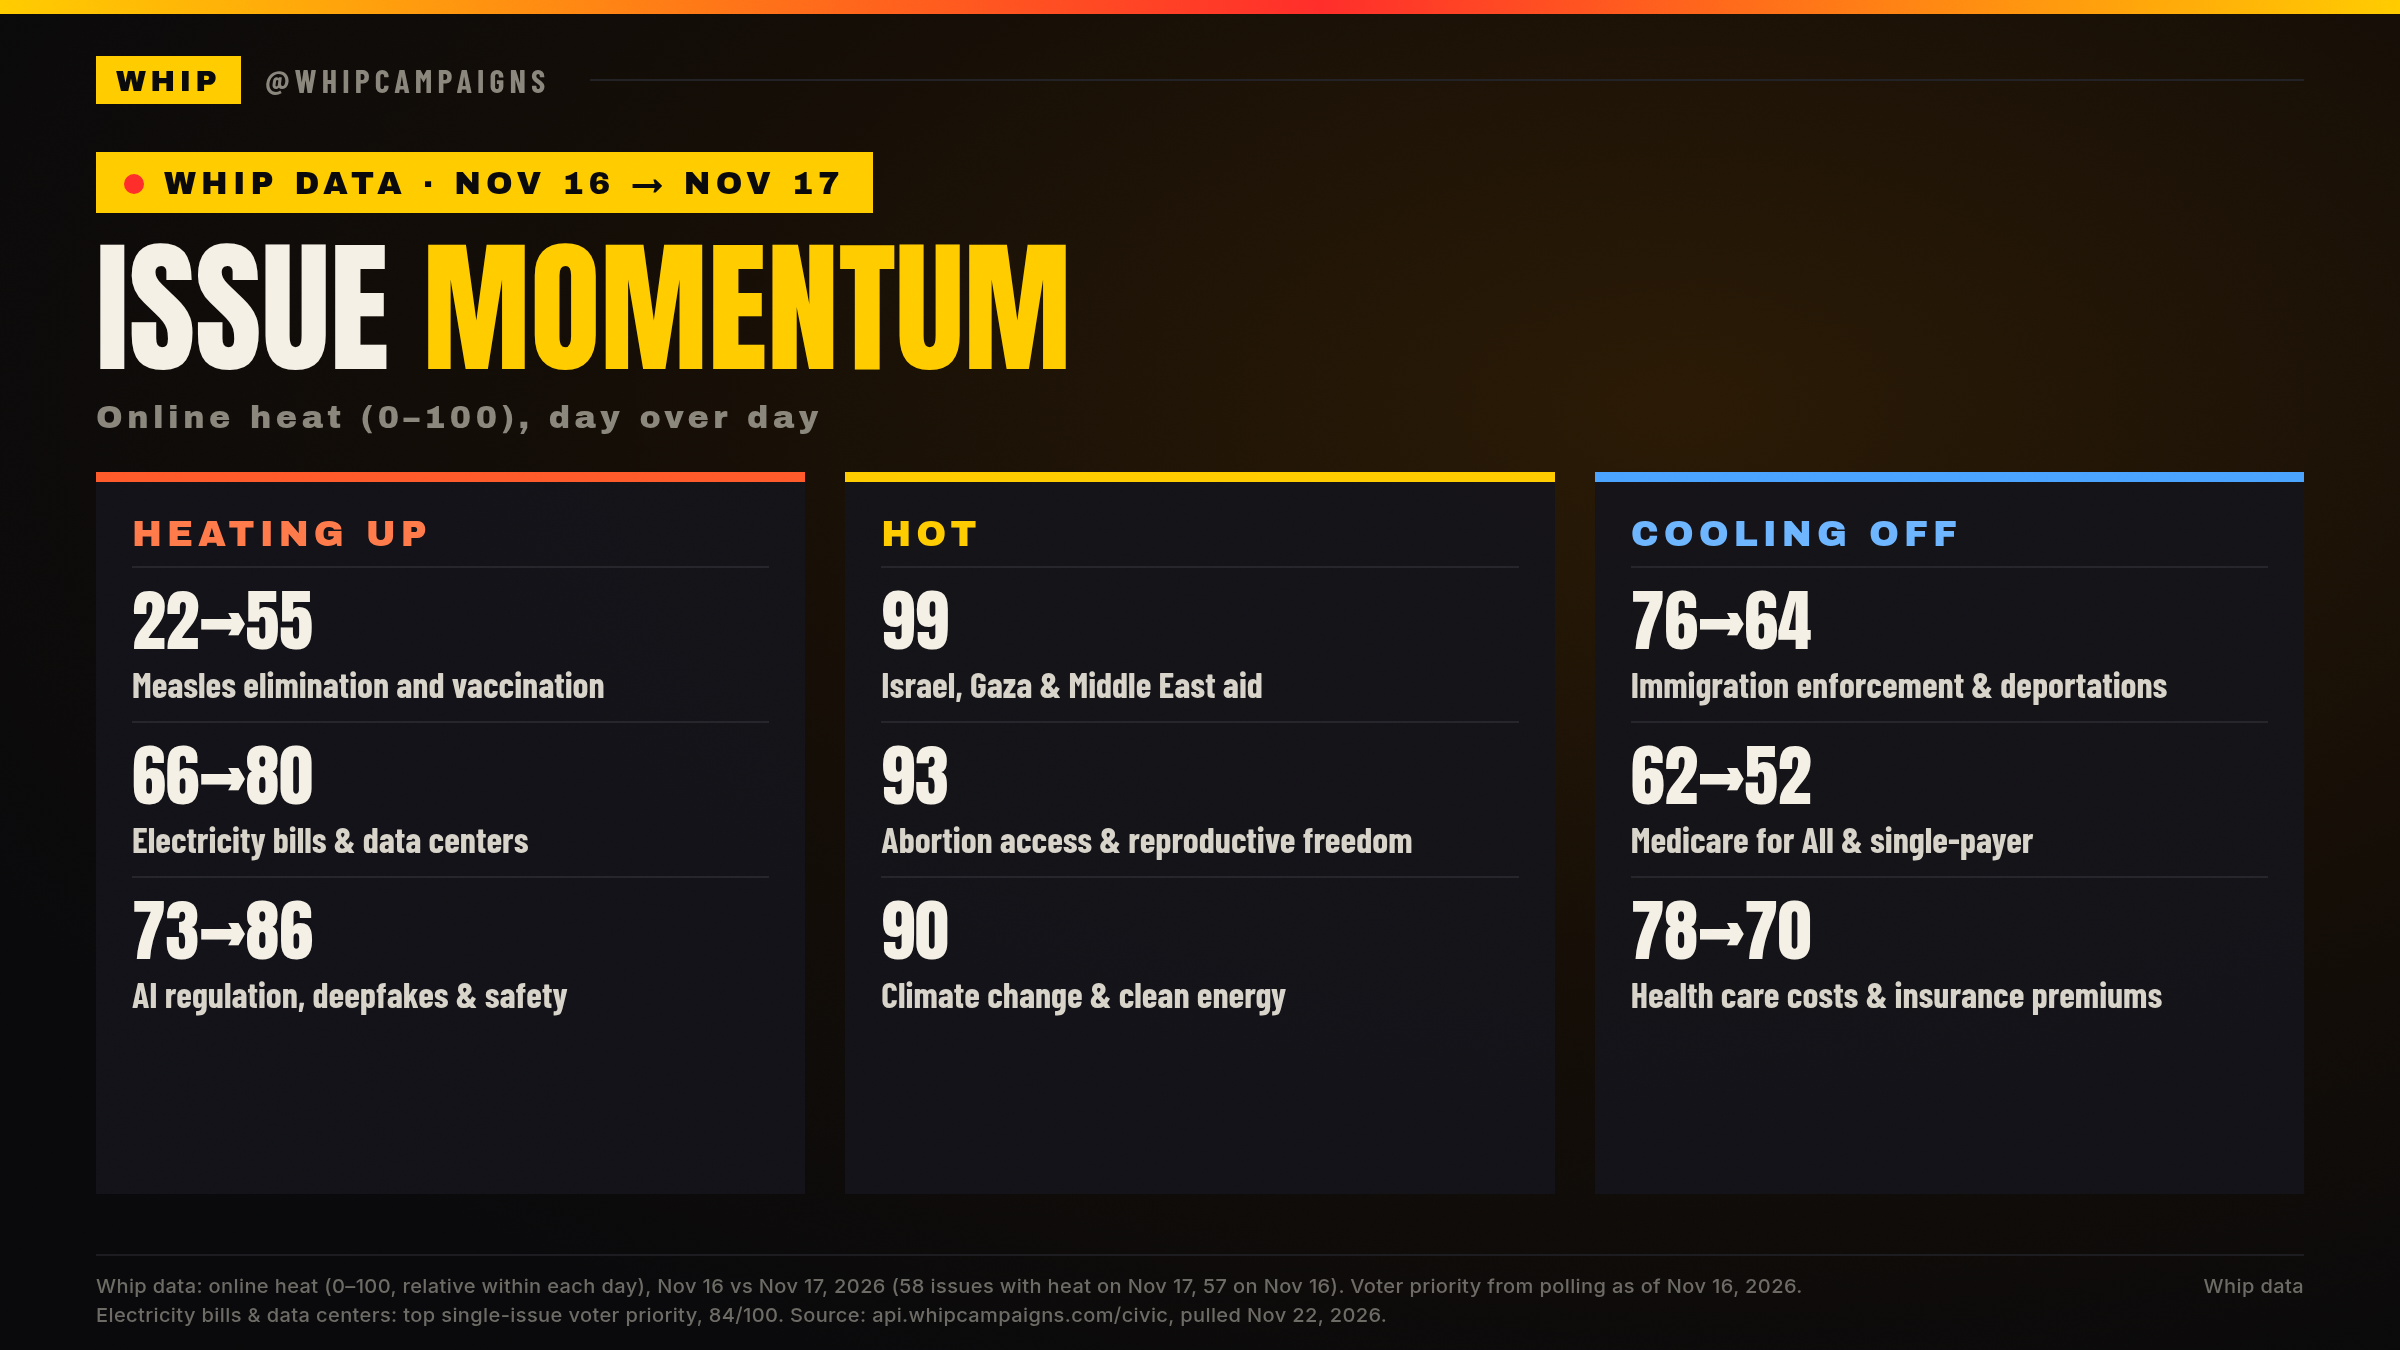 WHIP @WHIPCAMPAIGNS
WHIP DATA · NOV 16 → NOV 17
ISSUE MOMENTUM
Online heat (0–100), day over day
HEATING UP
22→55
Measles elimination and vaccination
66→80
Electricity bills & data centers
73→86
AI regulation, deepfakes & safety
HOT
99
Israel, Gaza & Middle East aid
93
Abortion access & reproductive freedom
90
Climate change & clean energy
COOLING OFF
76→64
Immigration enforcement & deportations
62→52
Medicare for All & single-payer
78→70
Health care costs & insurance premiums
Whip data: online heat (0–100, relative within each day), Nov 16 vs Nov 17, 2026 (58 issues with heat on Nov 17, 57 on Nov 16). Voter priority from polling as of Nov 16, 2026.
Electricity bills & data centers: top single-issue voter priority, 84/100. Source: api.whipcampaigns.com/civic, pulled Nov 22, 2026.
Whip data